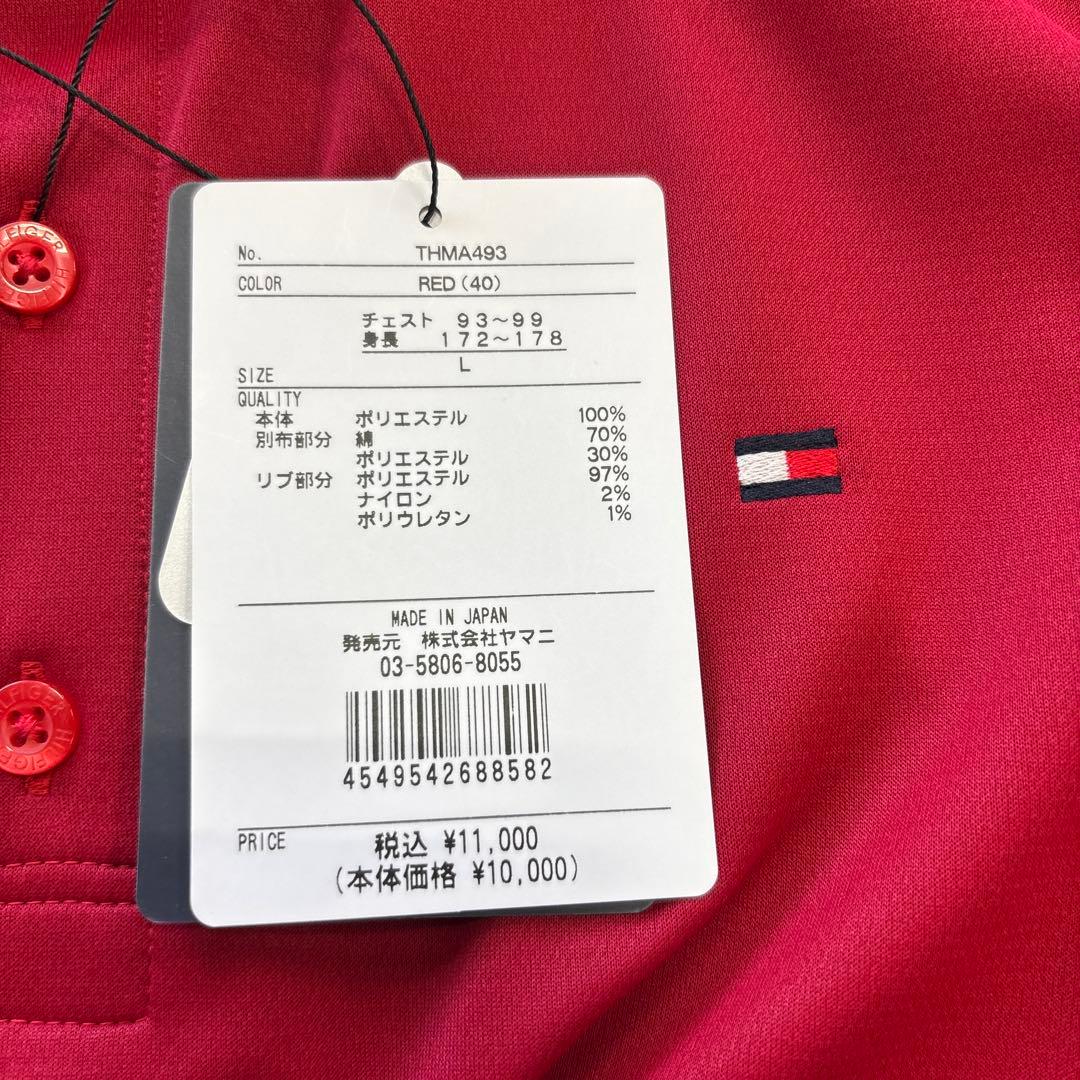 No. THMA493
COLOR RED(40)
チェスト 93～99
身長 172～178
L
SIZE
QUALITY
本体 ポリエステル 100%
別布部分 綿 70%
ポリエステル 30%
リブ部分 ポリエステル 97%
ナイロン 2%
ポリウレタン 1%
MADE IN JAPAN
発売元 株式会社ヤマニ
03-5806-8055
4549542688582
PRICE 税込 ¥11,000
(本体価格 ¥10,000)
HILFIGER